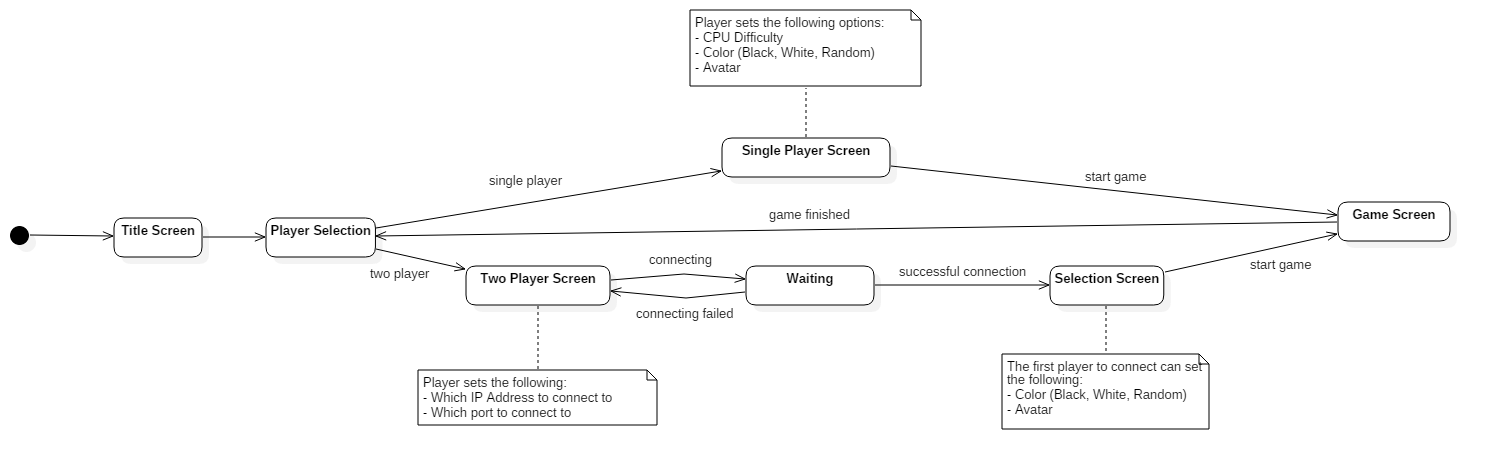 Player sets the following options:
- CPU Difficulty
- Color (Black, White, Random)
- Avatar
Single Player Screen
single player
start game
game finished
Title Screen
Player Selection
Game Screen
two player
connecting
Two Player Screen
Waiting
successful connection
Selection Screen
start game
connecting failed
Player sets the following:
- Which IP Address to connect to
- Which port to connect to
The first player to connect can set
the following:
- Color (Black, White, Random)
- Avatar